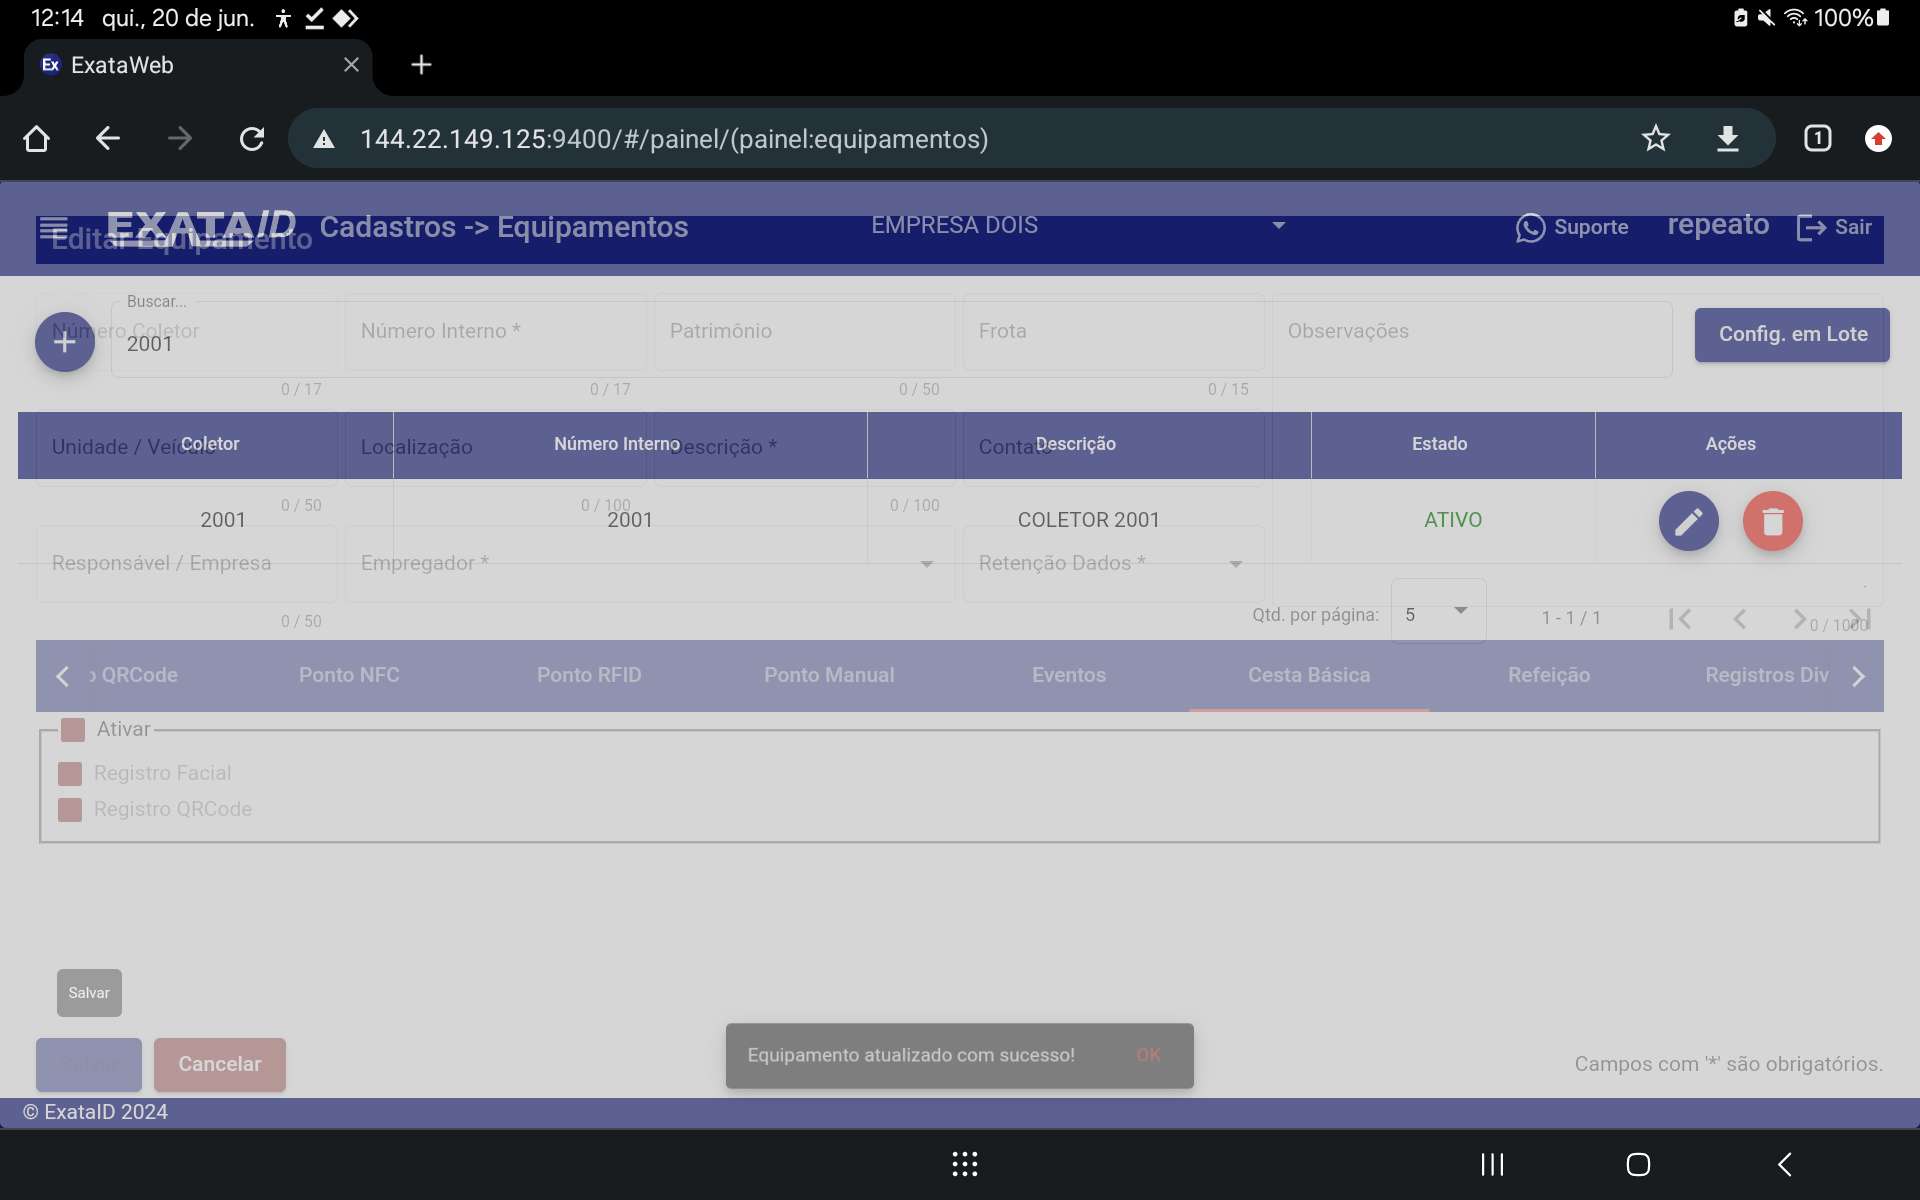 12:14 qui., 20 de jun. 100%
Ex ExataWeb
144.22.149.125:9400/#/painel/(painel:equipamentos) 1
EXATAID Cadastros -> Equipamentos EMPRESA DOIS Suporte repeato Sair
Editar Equipamento
Buscar...
Número Coletor Número Interno * Patrimônio Frota Observações Config. em Lote
2001
0 / 17 0 / 17 0 / 50 0 / 15
Coletor Número Interno Descrição Estado Ações
Unidade / Veículo Localização Descrição * Contato
0 / 50 0 / 100 0 / 100
2001 2001 COLETOR 2001 ATIVO
Responsável / Empresa Empregador * Retenção Dados *
0 / 50 Qtd. por página: 5 1 - 1 / 1 0 / 1000
QRCode Ponto NFC Ponto RFID Ponto Manual Eventos Cesta Básica Refeição Registros Div
Ativar
Registro Facial
Registro QRCode
Salvar
Cancelar Equipamento atualizado com sucesso! OK Campos com '*' são obrigatórios.
© ExataID 2024